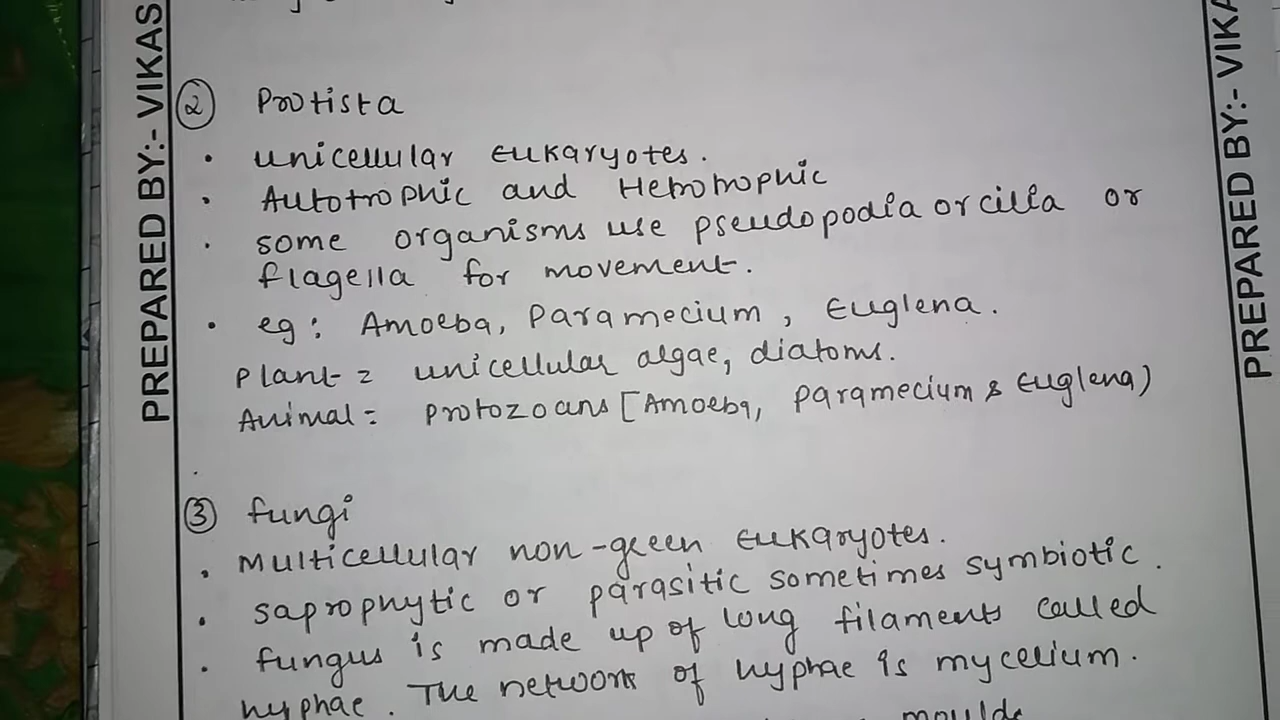 PREPARED BY:- VIKAS
② Protista
• unicellular Eukaryotes.
• Autotrophic and Hetrotrophic
• some organisms use pseudopodia or cilia or
flagella for movement.
• eg: Amoeba, Paramecium, Euglena.
Plant = unicellular algae, diatoms.
Animal = Protozoans [Amoeba, Paramecium & Euglena)
③ fungi
• Multicellular non-green Eukaryotes.
• saprophytic or parasitic sometimes symbiotic.
• fungus is made up of long filaments called
hyphae. The network of hyphae is mycelium.
moulds
PREPARED BY:- VIKA